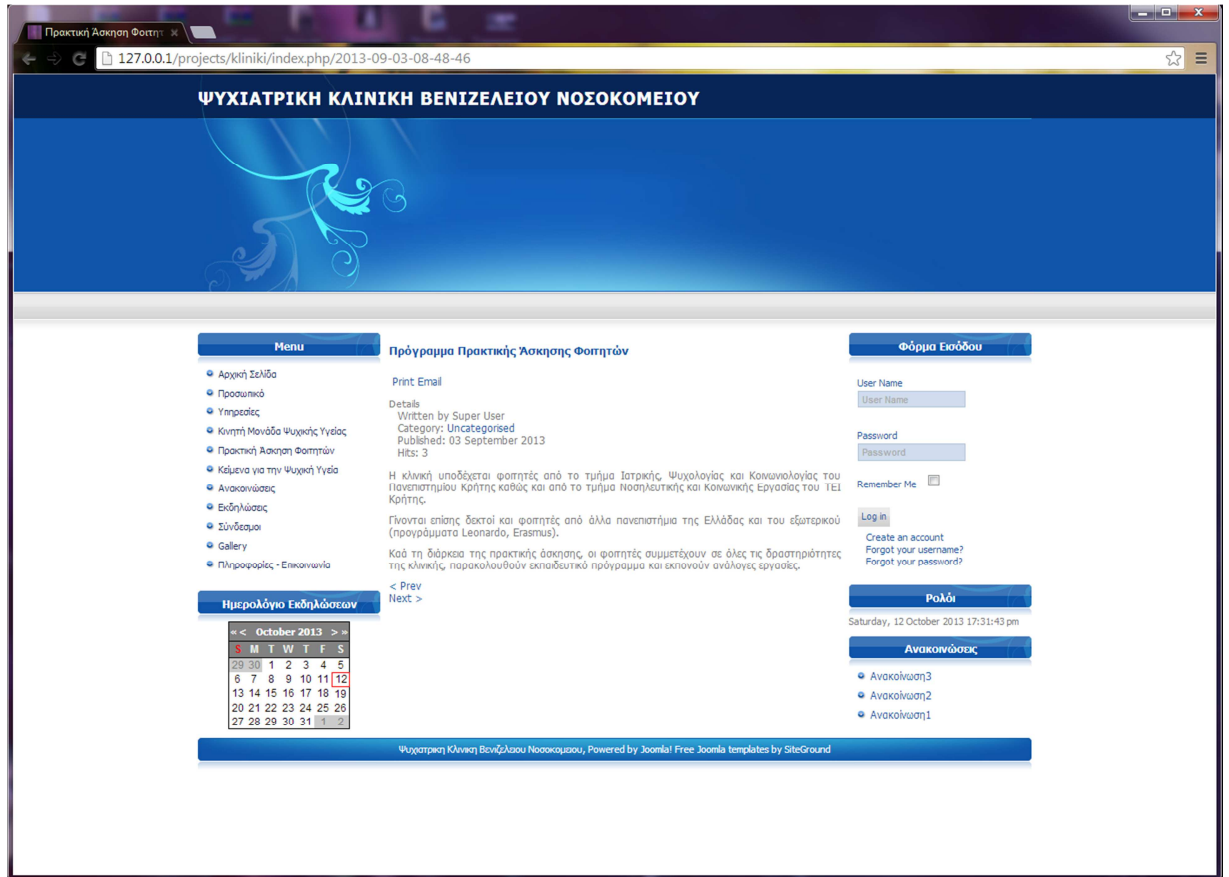 Πρακτική Άσκηση Φοιτητ
127.0.0.1/projects/kliniki/index.php/2013-09-03-08-48-46
ΨΥΧΙΑΤΡΙΚΗ ΚΛΙΝΙΚΗ ΒΕΝΙΖΕΛΕΙΟΥ ΝΟΣΟΚΟΜΕΙΟΥ
Menu
Αρχική Σελίδα
Προσωπικό
Υπηρεσίες
Κινητή Μονάδα Ψυχικής Υγείας
Πρακτική Άσκηση Φοιτητών
Κείμενα για την Ψυχική Υγεία
Ανακοινώσεις
Εκδηλώσεις
Σύνδεσμοι
Gallery
Πληροφορίες - Επικοινωνία
Ημερολόγιο Εκδηλώσεων
«< October 2013 >»
S M T W T F S
29 30 1 2 3 4 5
6 7 8 9 10 11 12
13 14 15 16 17 18 19
20 21 22 23 24 25 26
27 28 29 30 31 1 2
Πρόγραμμα Πρακτικής Άσκησης Φοιτητών
Print Email
Details
Written by Super User
Category: Uncategorised
Published: 03 September 2013
Hits: 3
Η κλινική υποδέχεται φοιτητές από το τμήμα Ιατρικής, Ψυχολογίας και Κοινωνιολογίας του
Πανεπιστημίου Κρήτης καθώς και από το τμήμα Νοσηλευτικής και Κοινωνικής Εργασίας του ΤΕΙ
Κρήτης.
Γίνονται επίσης δεκτοί και φοιτητές από άλλα πανεπιστήμια της Ελλάδας και του εξωτερικού
(προγράμματα Leonardo, Erasmus).
Καά τη διάρκεια της πρακτικής άσκησης, οι φοιτητές συμμετέχουν σε όλες τις δραστηριότητες
της κλινικής, παρακολουθούν εκπαιδευτικό πρόγραμμα και εκπονούν ανάλογες εργασίες.
< Prev
Next >
Φόρμα Εισόδου
User Name
User Name
Password
Password
Remember Me
Log in
Create an account
Forgot your username?
Forgot your password?
Ρολόι
Saturday, 12 October 2013 17:31:43 pm
Ανακοινώσεις
Ανακοίνωση3
Ανακοίνωση2
Ανακοίνωση1
Ψυχιατρικη Κλινικη Βενιζελειου Νοσοκομειου, Powered by Joomla! Free Joomla templates by SiteGround